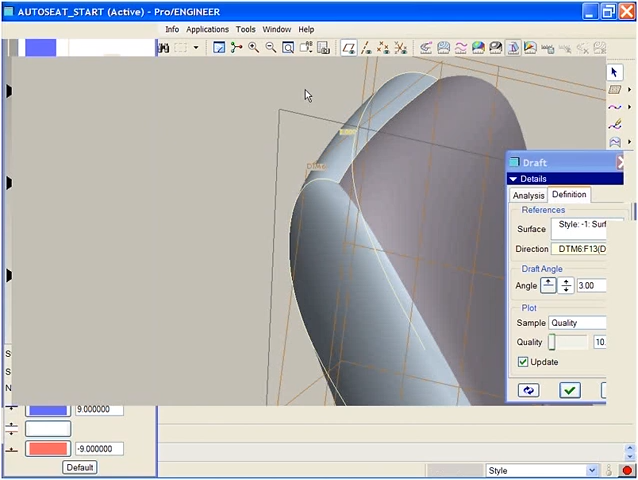 AUTOSEAT_START (Active) - Pro/ENGINEER
Info Applications Tools Window Help
Draft
Details
Analysis Definition
References
Surface Style: -1: Surf
Direction DTM6:F13(D
Draft Angle
Angle 3.00
Plot
Sample Quality
Quality 10.
Update
S
S
N
9.000000
-9.000000
Default
Style